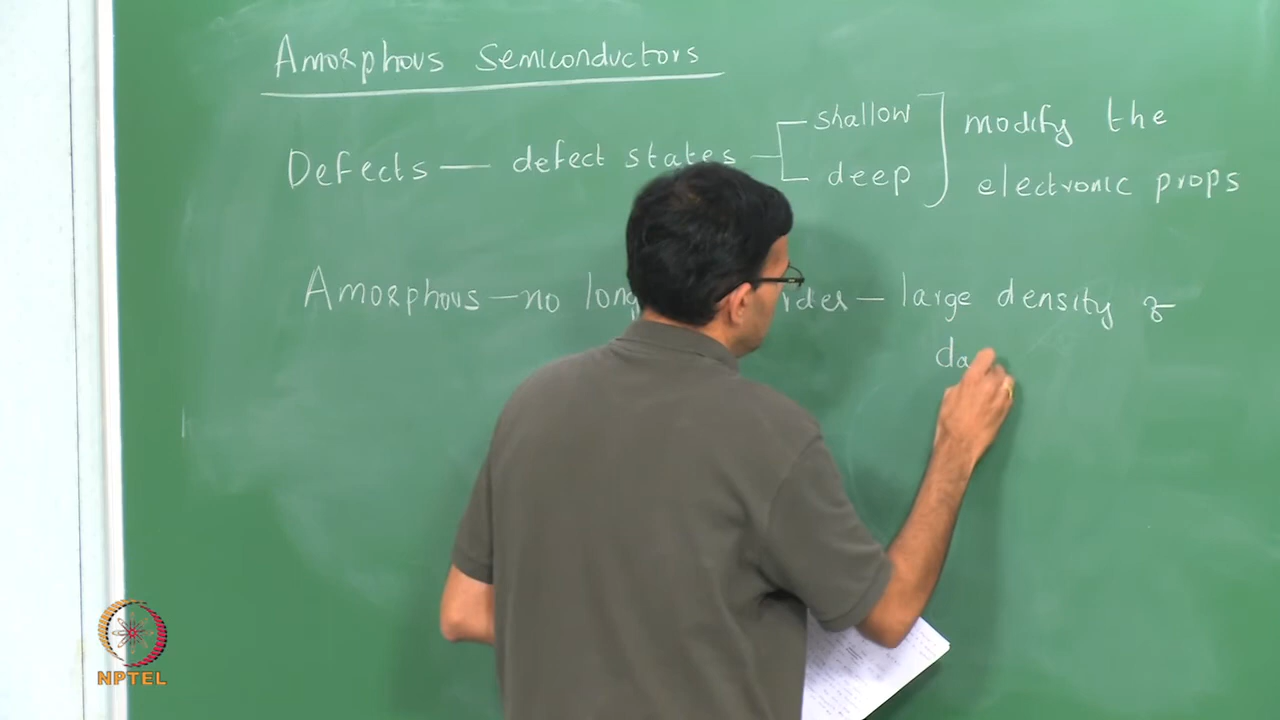 Amorphous Semiconductors
Defects — defect states — shallow modify the
deep electronic props
Amorphous — no long — large density of
NPTEL